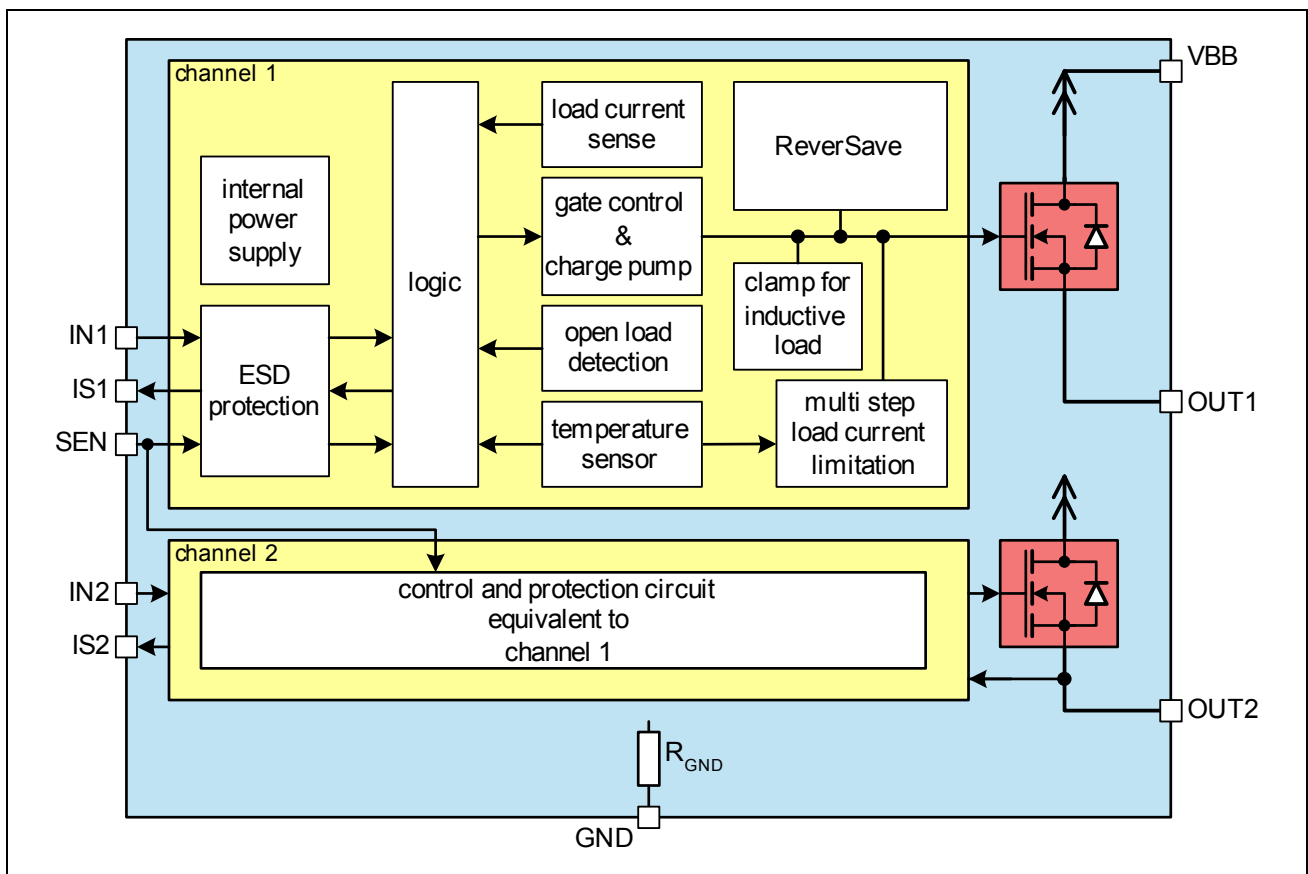 channel 1
VBB
load current
sense
ReverSave
internal
power
supply
gate control
&
charge pump
logic
clamp for
inductive
load
IN1
IS1
SEN
ESD
protection
open load
detection
temperature
sensor
multi step
load current
limitation
OUT1
channel 2
IN2
IS2
control and protection circuit
equivalent to
channel 1
OUT2
RGND
GND